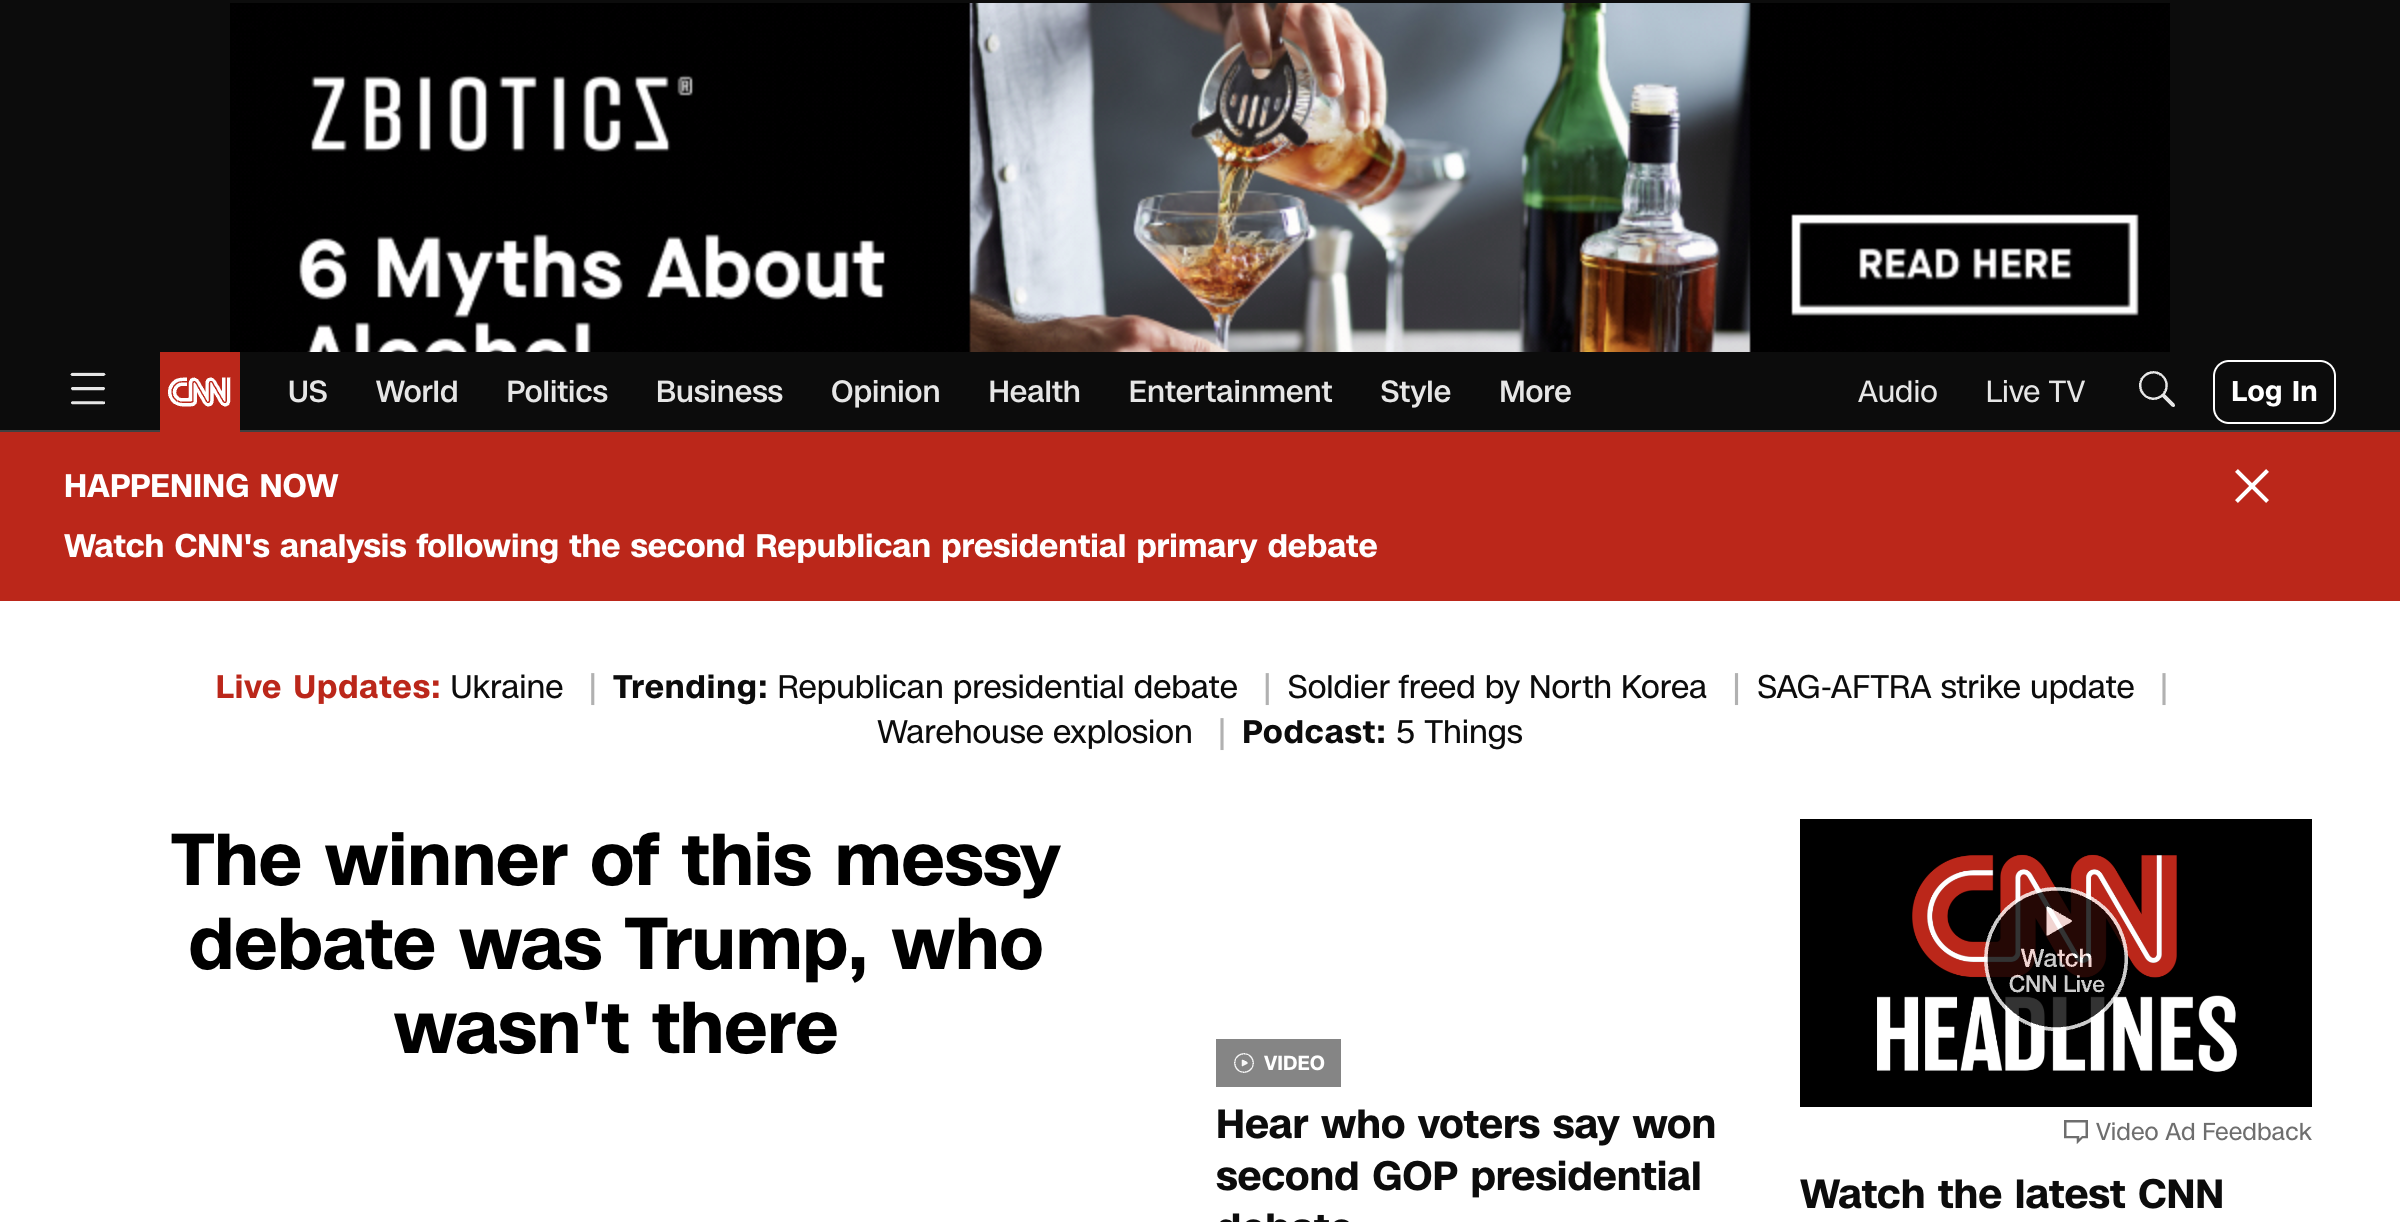 ZBIOTICS®
6 Myths About
Alcohol
READ HERE
CNN US World Politics Business Opinion Health Entertainment Style More Audio Live TV Log In
HAPPENING NOW
Watch CNN's analysis following the second Republican presidential primary debate
Live Updates: Ukraine | Trending: Republican presidential debate | Soldier freed by North Korea | SAG-AFTRA strike update |
Warehouse explosion | Podcast: 5 Things
The winner of this messy
debate was Trump, who
wasn't there
VIDEO
Hear who voters say won
second GOP presidential
debate
CNN
Watch
CNN Live
HEADLINES
Video Ad Feedback
Watch the latest CNN